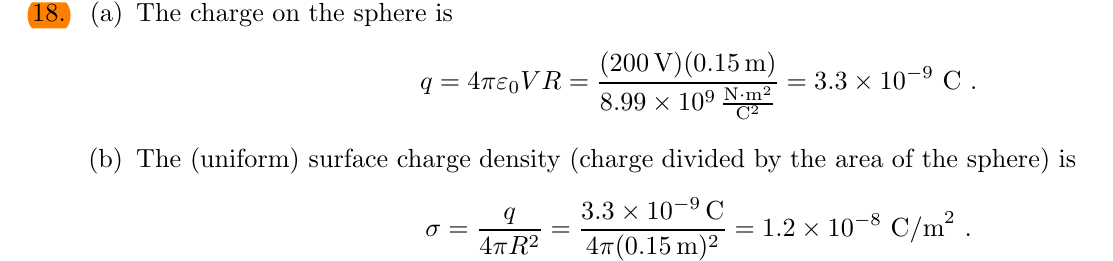 18. (a) The charge on the sphere is
q = 4πε₀VR = (200 V)(0.15 m) / 8.99 × 10⁹ N·m²/C² = 3.3 × 10⁻⁹ C .
(b) The (uniform) surface charge density (charge divided by the area of the sphere) is
σ = q / 4πR² = 3.3 × 10⁻⁹ C / 4π(0.15 m)² = 1.2 × 10⁻⁸ C/m² .